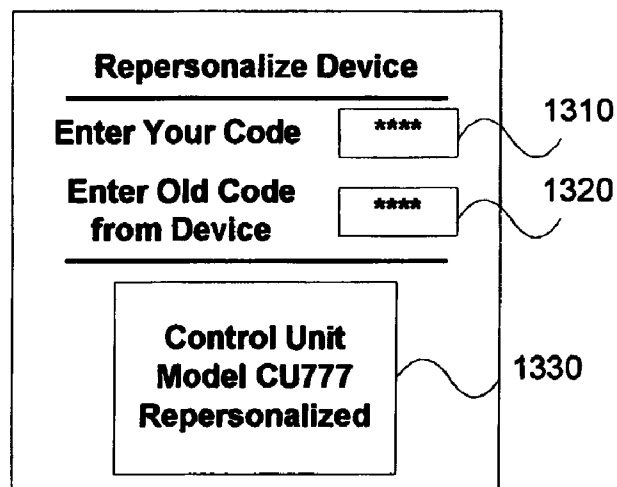 Repersonalize Device
Enter Your Code **** 1310
Enter Old Code
from Device **** 1320
Control Unit
Model CU777
Repersonalized
1330